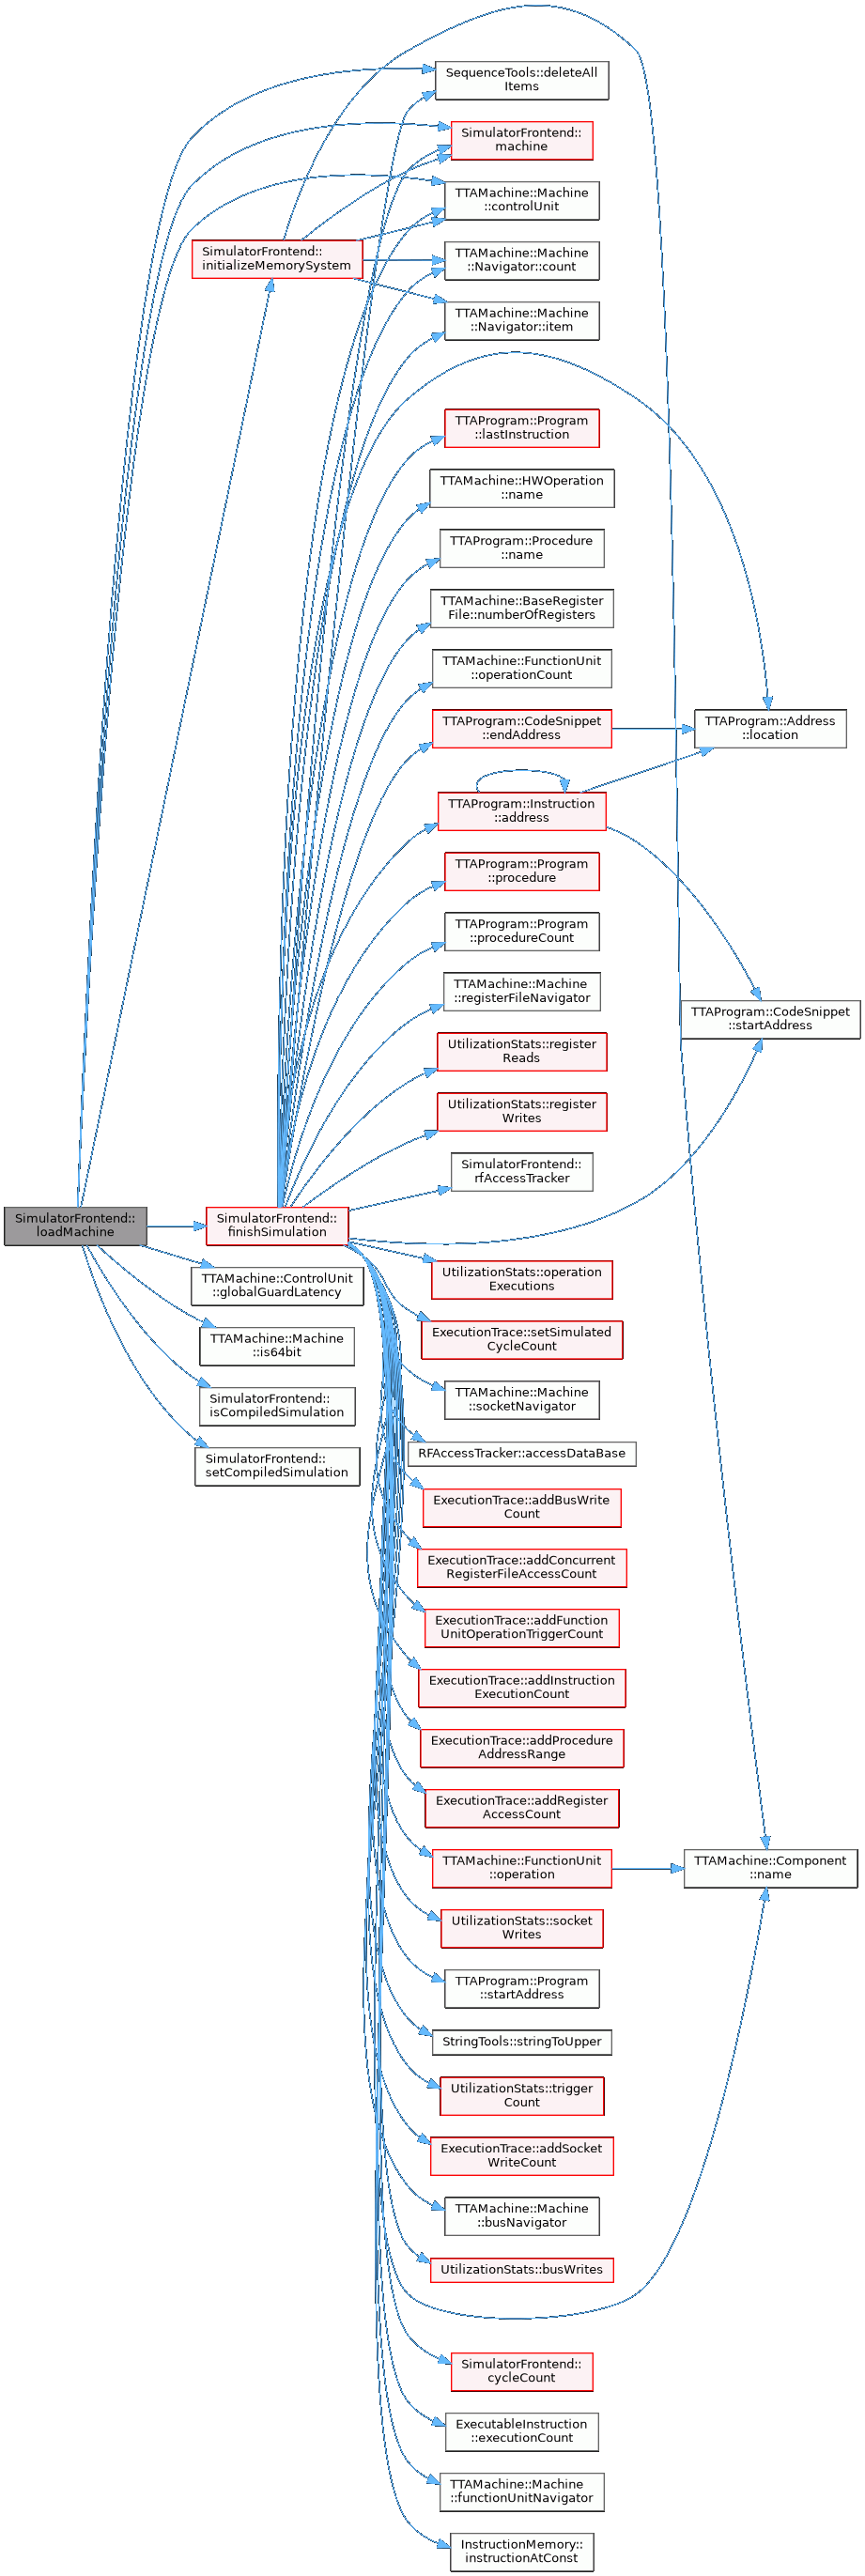 SequenceTools::deleteAll
Items
SimulatorFrontend::
machine
TTAMachine::Machine
::controlUnit
SimulatorFrontend::
initializeMemorySystem
TTAMachine::Machine
::Navigator::count
TTAMachine::Machine
::Navigator::item
TTAProgram::Program
::lastInstruction
TTAMachine::HWOperation
::name
TTAProgram::Procedure
::name
TTAMachine::BaseRegister
File::numberOfRegisters
TTAMachine::FunctionUnit
::operationCount
TTAProgram::CodeSnippet
::endAddress
TTAProgram::Address
::location
TTAProgram::Instruction
::address
TTAProgram::Program
::procedure
TTAProgram::Program
::procedureCount
TTAMachine::Machine
::registerFileNavigator
TTAProgram::CodeSnippet
::startAddress
UtilizationStats::register
Reads
UtilizationStats::register
Writes
SimulatorFrontend::
rfAccessTracker
SimulatorFrontend::
loadMachine
SimulatorFrontend::
finishSimulation
TTAMachine::ControlUnit
::globalGuardLatency
UtilizationStats::operation
Executions
TTAMachine::Machine
::is64bit
ExecutionTrace::setSimulated
CycleCount
SimulatorFrontend::
isCompiledSimulation
TTAMachine::Machine
::socketNavigator
SimulatorFrontend::
setCompiledSimulation
RFAccessTracker::accessDataBase
ExecutionTrace::addBusWrite
Count
ExecutionTrace::addConcurrent
RegisterFileAccessCount
ExecutionTrace::addFunction
UnitOperationTriggerCount
ExecutionTrace::addInstruction
ExecutionCount
ExecutionTrace::addProcedure
AddressRange
ExecutionTrace::addRegister
AccessCount
TTAMachine::FunctionUnit
::operation
TTAMachine::Component
::name
UtilizationStats::socket
Writes
TTAProgram::Program
::startAddress
StringTools::stringToUpper
UtilizationStats::trigger
Count
ExecutionTrace::addSocket
WriteCount
TTAMachine::Machine
::busNavigator
UtilizationStats::busWrites
SimulatorFrontend::
cycleCount
ExecutableInstruction
::executionCount
TTAMachine::Machine
::functionUnitNavigator
InstructionMemory::
instructionAtConst